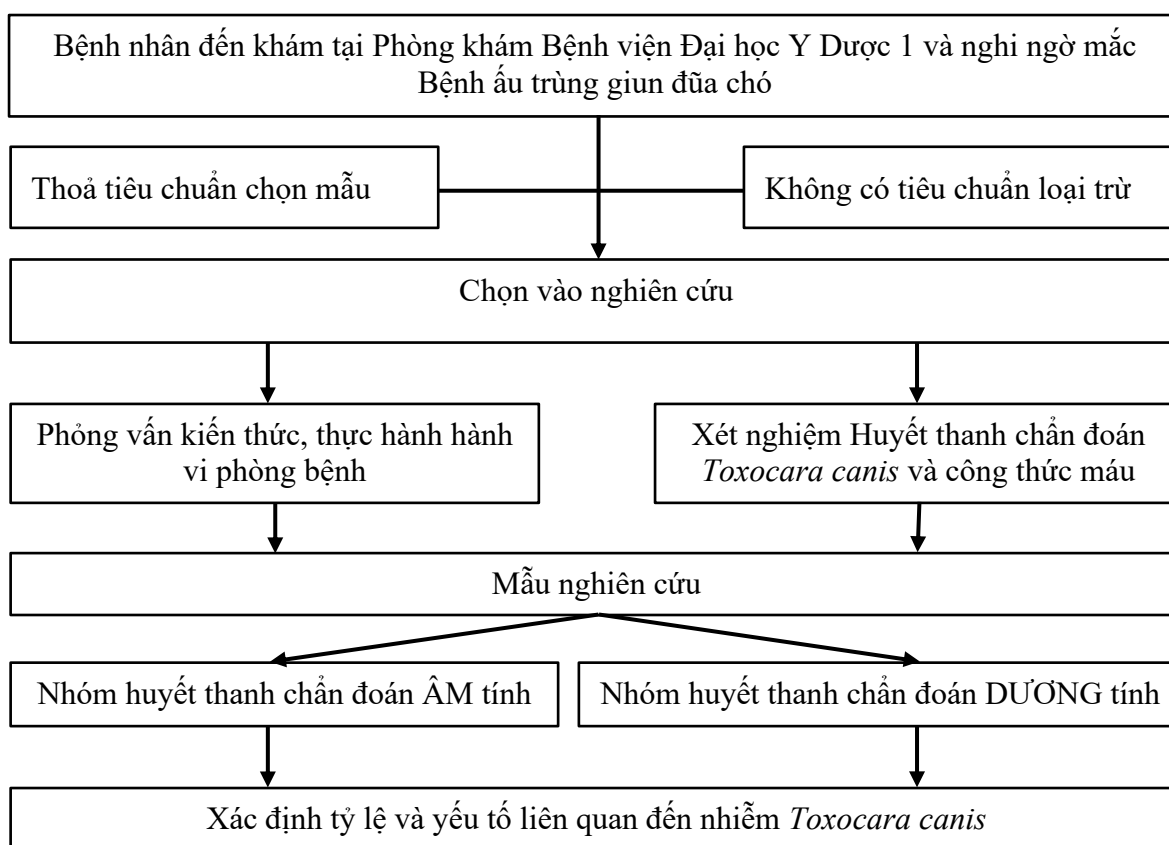 Bệnh nhân đến khám tại Phòng khám Bệnh viện Đại học Y Dược 1 và nghi ngờ mắc
Bệnh ấu trùng giun đũa chó
Thoả tiêu chuẩn chọn mẫu
Không có tiêu chuẩn loại trừ
Chọn vào nghiên cứu
Phỏng vấn kiến thức, thực hành hành
vi phòng bệnh
Xét nghiệm Huyết thanh chẩn đoán
Toxocara canis và công thức máu
Mẫu nghiên cứu
Nhóm huyết thanh chẩn đoán ÂM tính
Nhóm huyết thanh chẩn đoán DƯƠNG tính
Xác định tỷ lệ và yếu tố liên quan đến nhiễm Toxocara canis